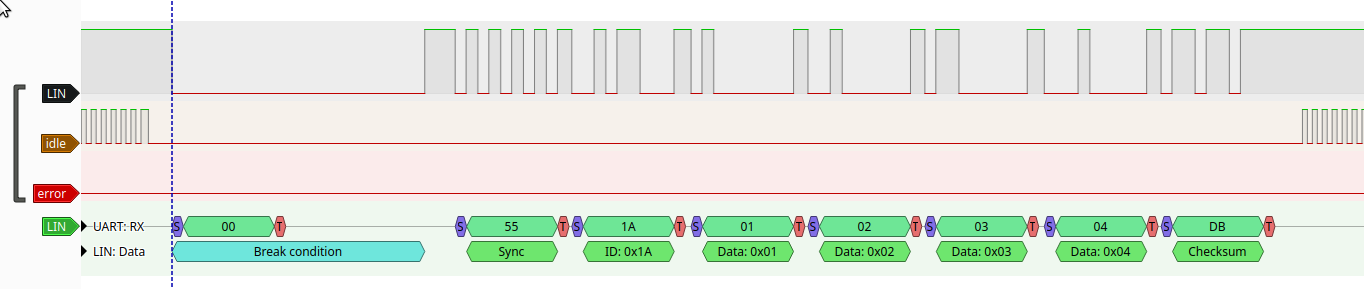 LIN
idle
error
LIN UART: RX S 00 T S 55 T S 1A T S 01 T S 02 T S 03 T S 04 T S DB T
LIN: Data Break condition Sync ID: 0x1A Data: 0x01 Data: 0x02 Data: 0x03 Data: 0x04 Checksum